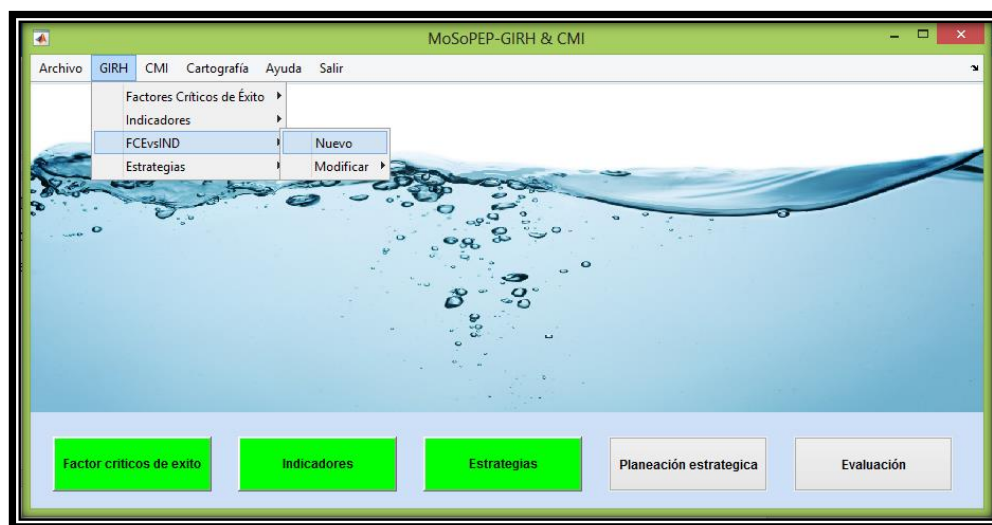 MoSoPEP-GIRH & CMI
Archivo GIRH CMI Cartografía Ayuda Salir
Factores Críticos de Éxito
Indicadores
FCEvsIND Nuevo
Estrategias Modificar
Factor criticos de exito Indicadores Estrategias Planeación estrategica Evaluación